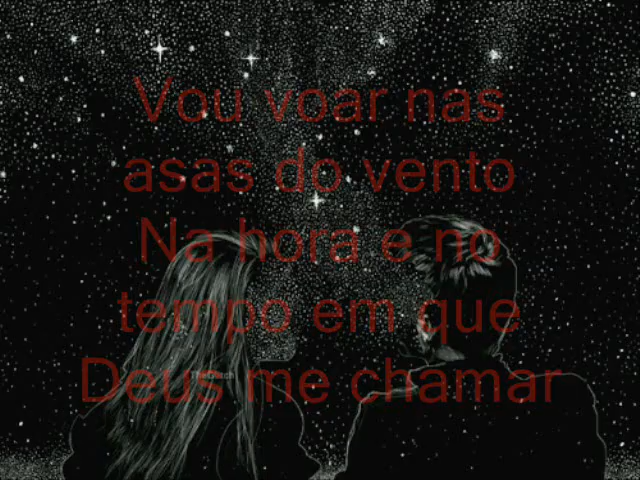 Vou voar nas
asas do vento
Na hora e no
tempo em que
Deus me chamar